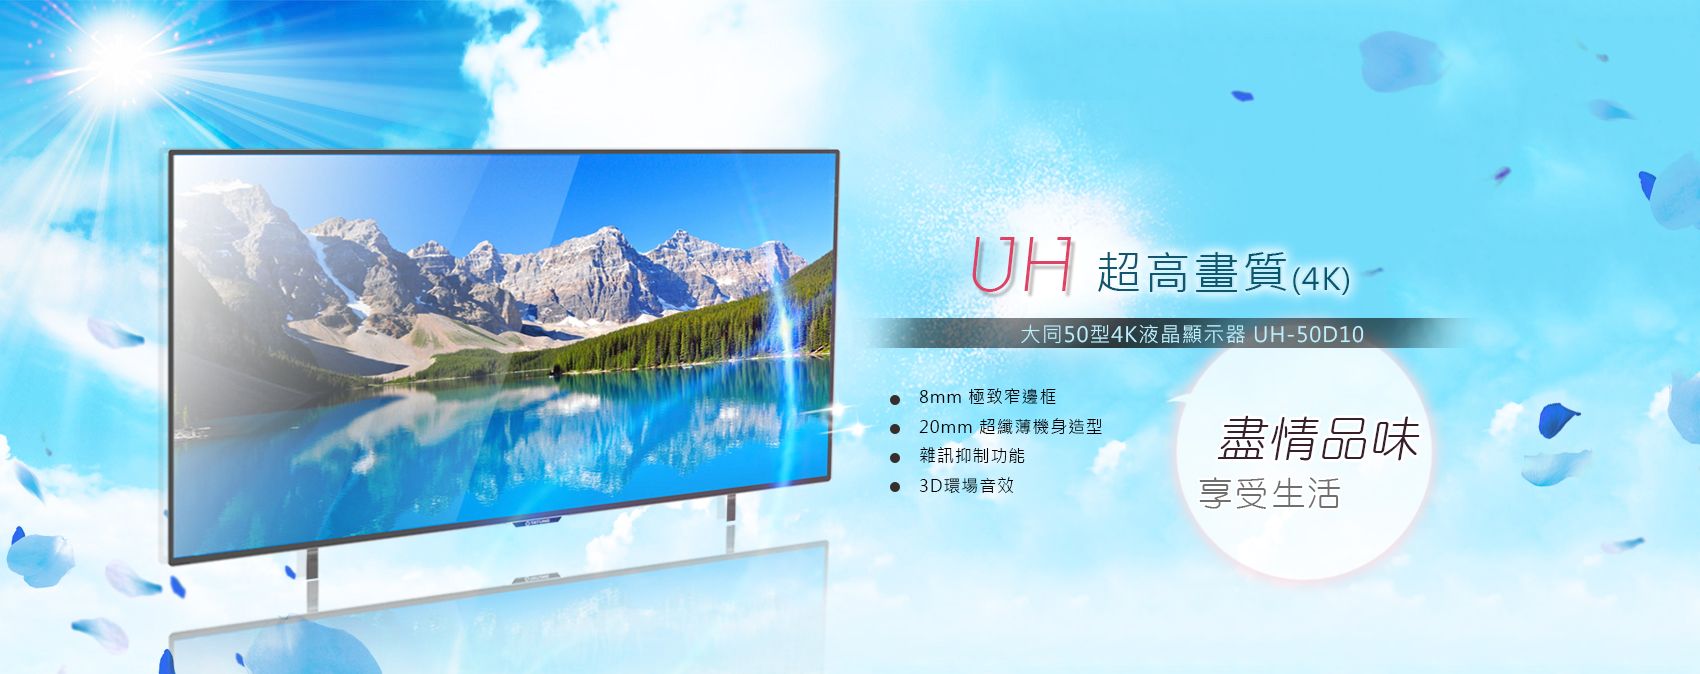 UH 超高畫質(4K)
大同50型4K液晶顯示器 UH-50D10
8mm 極致窄邊框
20mm 超纖薄機身造型
雜訊抑制功能
3D環場音效
盡情品味
享受生活
TATUNG